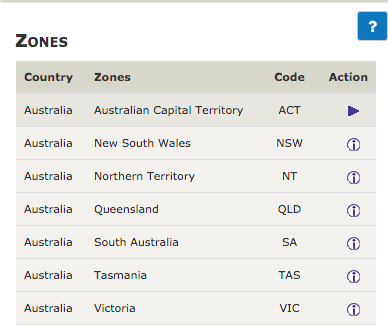 ?
ZONES
Country Zones Code Action
Australia Australian Capital Territory ACT
Australia New South Wales NSW
Australia Northern Territory NT
Australia Queensland QLD
Australia South Australia SA
Australia Tasmania TAS
Australia Victoria VIC